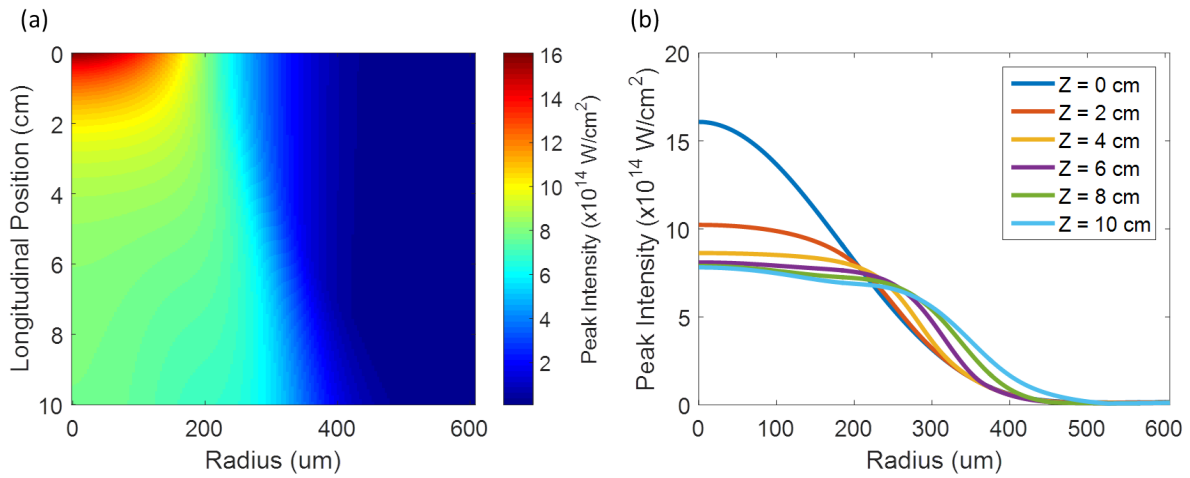 (a)
0
2
4
6
8
10
Longitudinal Position (cm)
0
200
400
600
Radius (um)
16
14
12
10
8
6
4
2
Peak Intensity (x10^14 W/cm^2)
(b)
20
15
10
5
0
Peak Intensity (x10^14 W/cm^2)
0
100
200
300
400
500
600
Radius (um)
Z = 0 cm
Z = 2 cm
Z = 4 cm
Z = 6 cm
Z = 8 cm
Z = 10 cm